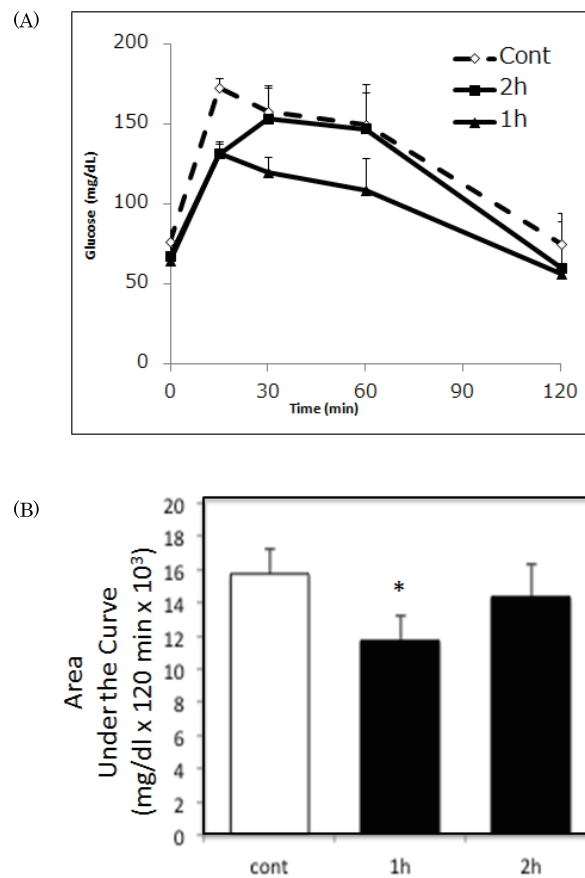 (A)
200
150
100
50
0
Glucose (mg/dL)
Cont
2h
1h
0 30 60 90 120
Time (min)
(B)
20
18
16
14
12
10
8
6
4
2
0
Area
Under the Curve
(mg/dl x 120 min x 10³)
*
cont 1h 2h